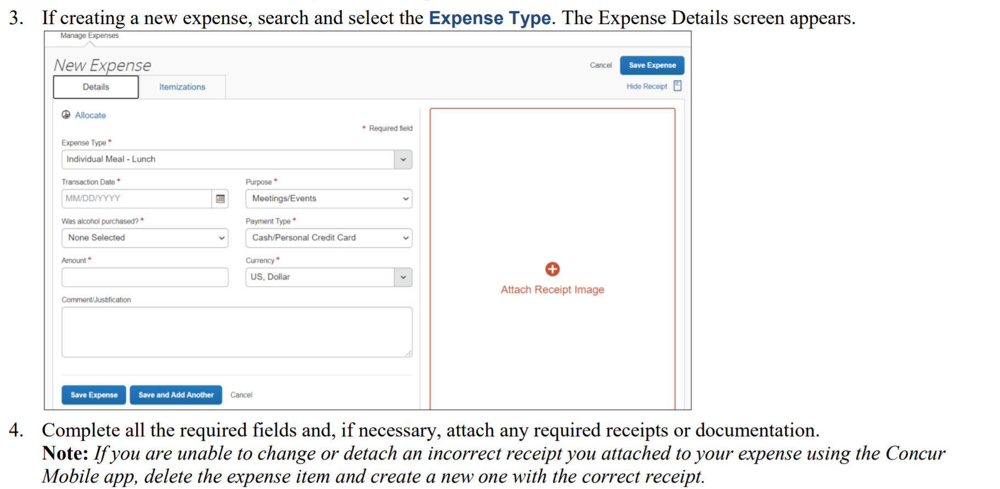 3. If creating a new expense, search and select the Expense Type. The Expense Details screen appears.
Manage Expenses
New Expense
Cancel
Save Expense
Details
Itemizations
Hide Receipt
Allocate
* Required field
Expense Type *
Individual Meal - Lunch
Transaction Date *
Purpose *
MM/DD/YYYY
Meetings/Events
Was alcohol purchased? *
Payment Type *
None Selected
Cash/Personal Credit Card
Amount *
Currency *
US, Dollar
Attach Receipt Image
Comment/Justification
Save Expense
Save and Add Another
Cancel
4. Complete all the required fields and, if necessary, attach any required receipts or documentation.
Note: If you are unable to change or detach an incorrect receipt you attached to your expense using the Concur
Mobile app, delete the expense item and create a new one with the correct receipt.